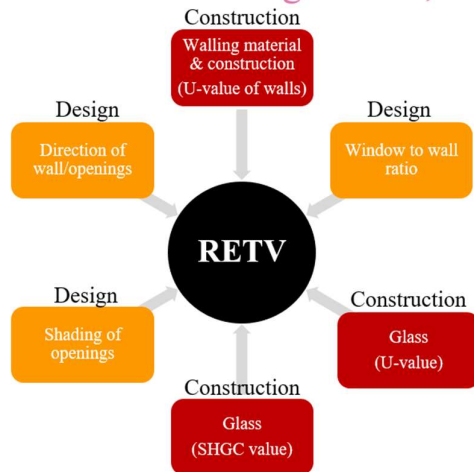 Construction
Walling material
& construction
(U-value of walls)
Design
Direction of
wall/openings
Design
Window to wall
ratio
RETV
Design
Shading of
openings
Construction
Glass
(U-value)
Construction
Glass
(SHGC value)